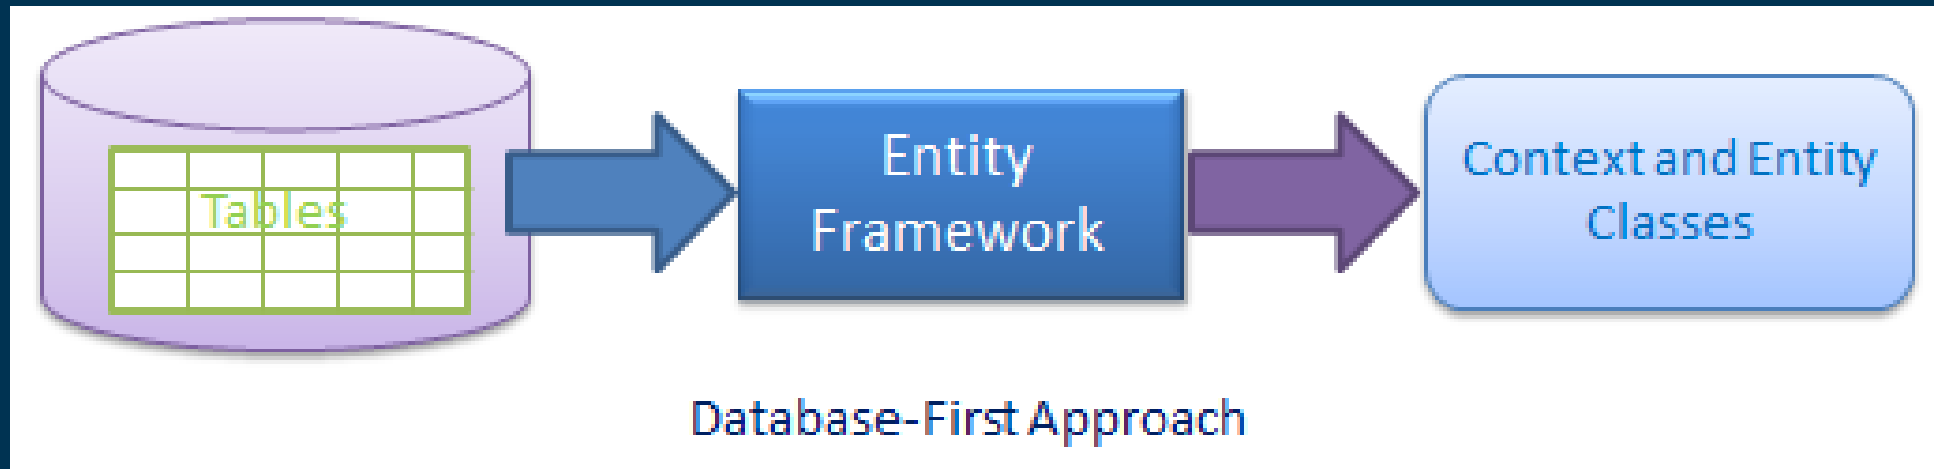 Tables
Entity
Framework
Context and Entity
Classes
Database-First Approach